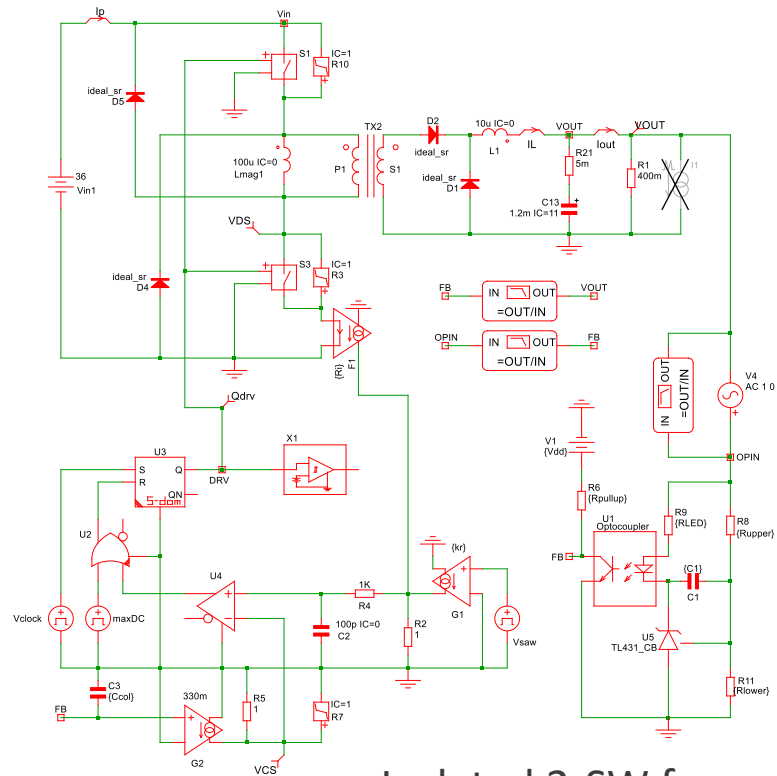 Ip
Vin
S1
IC=1
R10
ideal_sr
D5
TX2
D2
ideal_sr
10u IC=0
L1
IL
VOUT
Iout
VOUT
100u IC=0
Lmag1
P1
S1
ideal_sr
D1
R21
5m
R1
400m
I1
36
Vin1
C13
1.2m IC=11
VDS
ideal_sr
D4
S3
IC=1
R3
FB
IN
OUT
=OUT/IN
VOUT
OPIN
IN
OUT
=OUT/IN
FB
{Ri}
F1
IN
OUT
=OUT/IN
V4
AC 1 0
Qdrv
V1
{Vdd}
OPIN
U3
S
Q
R
QN
S-dom
DRV
X1
R6
{Rpullup}
R9
{RLED}
R8
{Rupper}
U1
Optocoupler
U2
FB
{kr}
U4
1K
R4
G1
{C1}
C1
Vclock
maxDC
100p IC=0
C2
R2
1
Vsaw
U5
TL431_CB
C3
{Ccol}
330m
R5
1
IC=1
R7
R11
{Rlower}
FB
G2
VCS